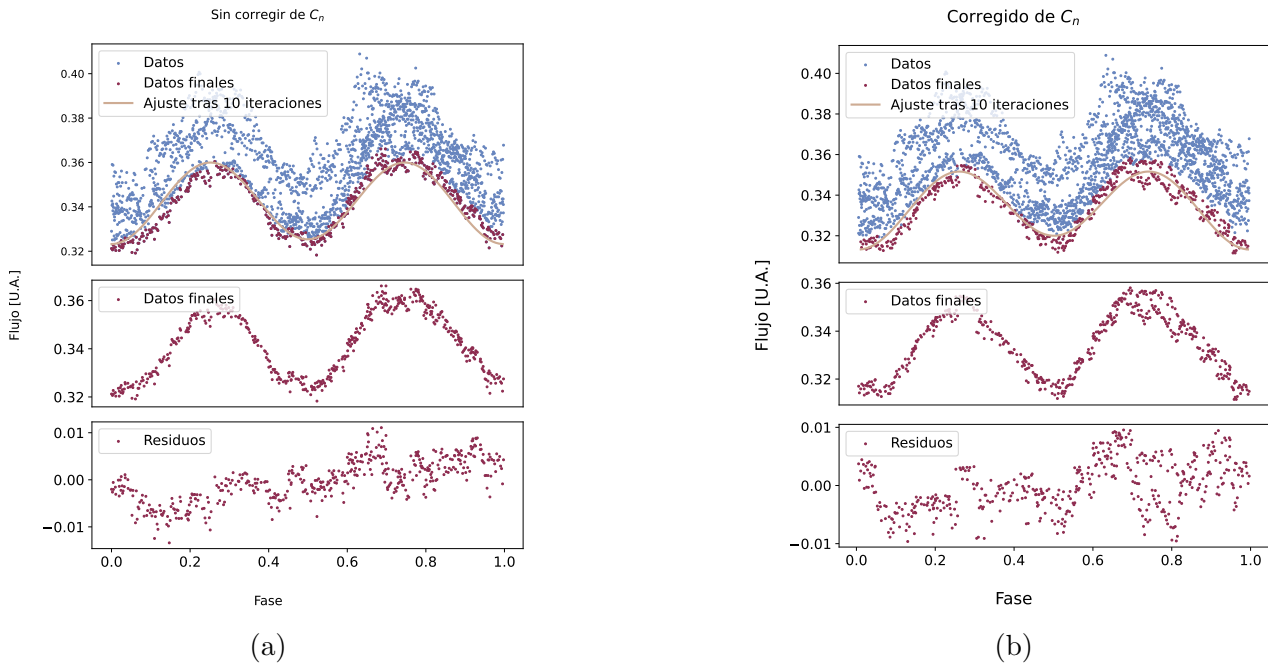 Sin corregir de Cₙ
Datos
Datos finales
Ajuste tras 10 iteraciones
0.40
0.38
0.36
0.34
0.32
Datos finales
0.36
0.34
0.32
Residuos
0.01
0.00
−0.01
0.0 0.2 0.4 0.6 0.8 1.0
Flujo [U.A.]
Fase
(a)
Corregido de Cₙ
Datos
Datos finales
Ajuste tras 10 iteraciones
0.40
0.38
0.36
0.34
0.32
Datos finales
0.36
0.34
0.32
Residuos
0.01
0.00
−0.01
0.0 0.2 0.4 0.6 0.8 1.0
Flujo [U.A.]
Fase
(b)